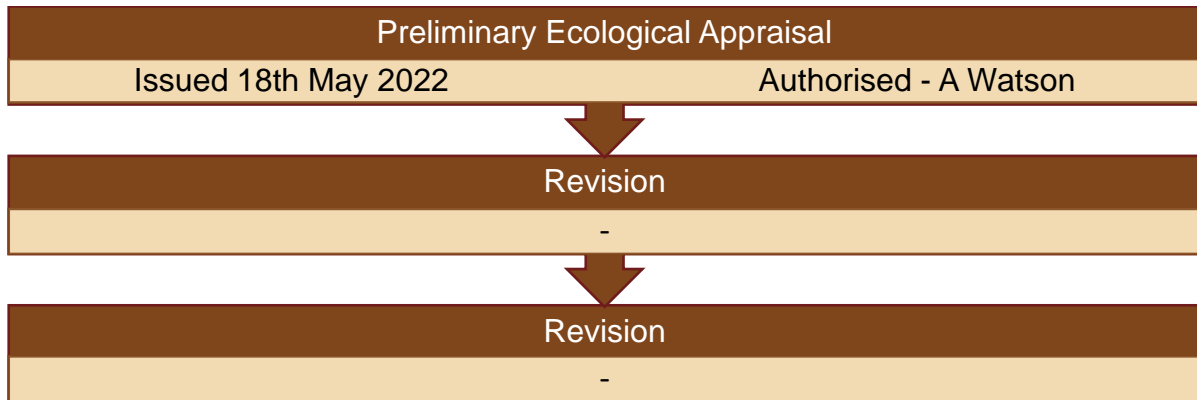 Preliminary Ecological Appraisal
Issued 18th May 2022 Authorised - A Watson
Revision
-
Revision
-